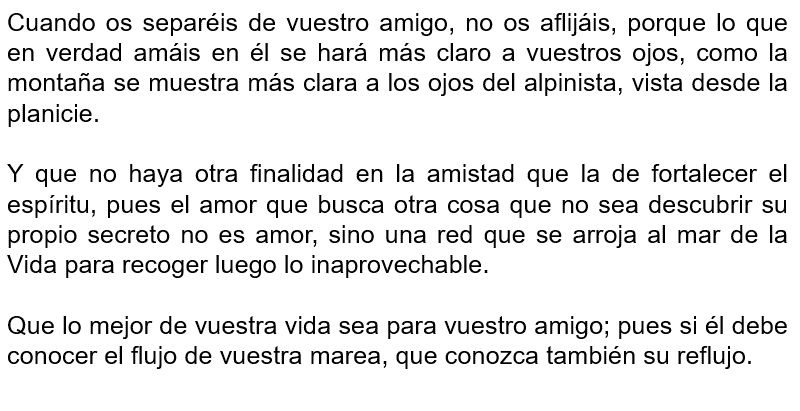 Cuando os separéis de vuestro amigo, no os aflijáis, porque lo que
en verdad amáis en él se hará más claro a vuestros ojos, como la
montaña se muestra más clara a los ojos del alpinista, vista desde la
planicie.
Y que no haya otra finalidad en la amistad que la de fortalecer el
espíritu, pues el amor que busca otra cosa que no sea descubrir su
propio secreto no es amor, sino una red que se arroja al mar de la
Vida para recoger luego lo inaprovechable.
Que lo mejor de vuestra vida sea para vuestro amigo; pues si él debe
conocer el flujo de vuestra marea, que conozca también su reflujo.